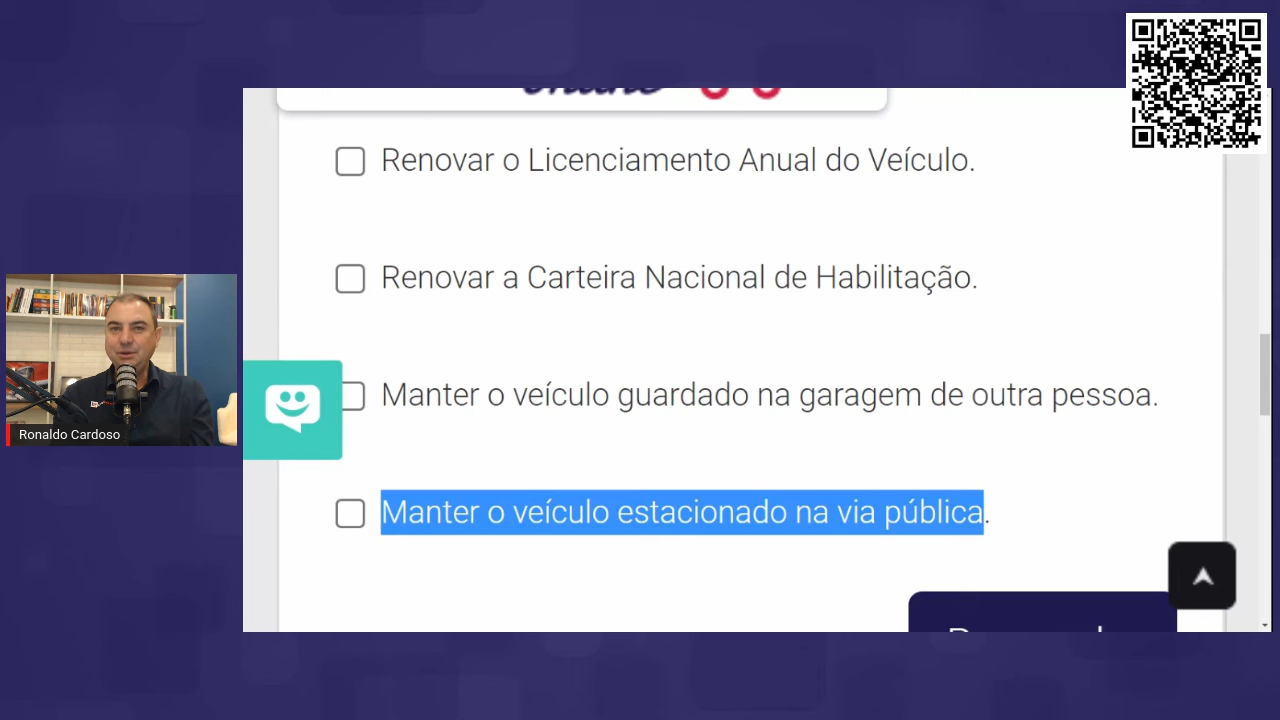 Renovar o Licenciamento Anual do Veículo.
Renovar a Carteira Nacional de Habilitação.
Manter o veículo guardado na garagem de outra pessoa.
Manter o veículo estacionado na via pública.
Ronaldo Cardoso